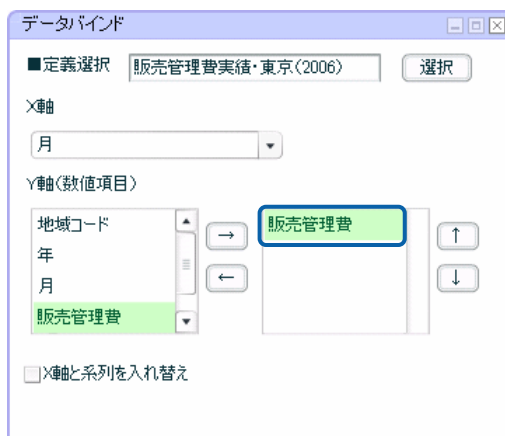 データバインド
■定義選択 販売管理費実績・東京(2006) 選択
X軸
月
Y軸(数値項目)
地域コード
年
月
販売管理費
→
←
販売管理費
↑
↓
X軸と系列を入れ替え